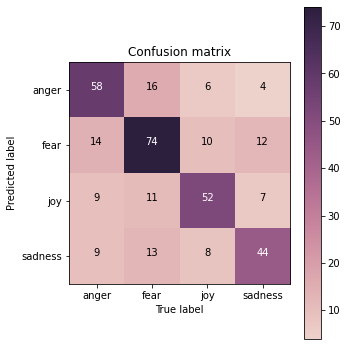 Confusion matrix
Predicted label
anger 58 16 6 4
fear 14 74 10 12
joy 9 11 52 7
sadness 9 13 8 44
anger fear joy sadness
True label
70
60
50
40
30
20
10